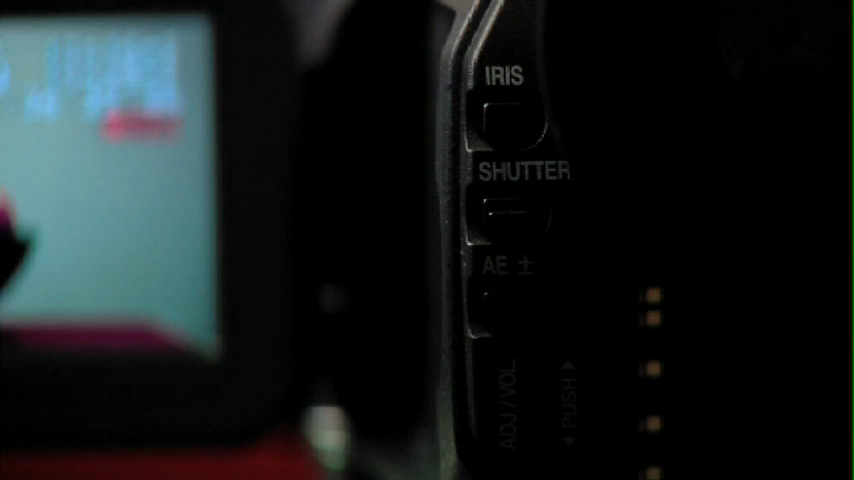 IRIS
SHUTTER
AE ±
ADJ / VOL.
◄ PUSH ►